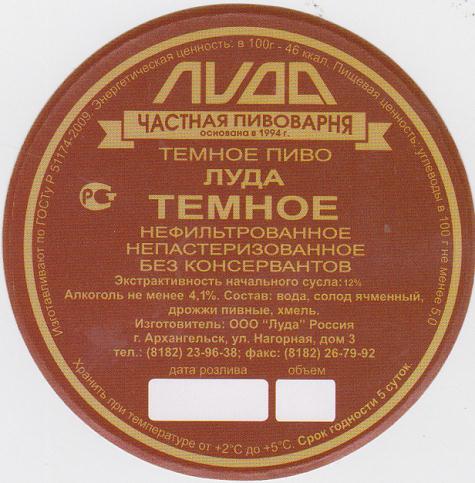 Изготавливают по ГОСТу Р 51174-2009. Энергетическая ценность: в 100г - 46 ккал. Пищевая ценность: углеводы в 100 г не менее 5,0
ЛУДА
ЧАСТНАЯ ПИВОВАРНЯ
основана в 1994 г.
ТЕМНОЕ ПИВО
ЛУДА
РС
ТЕМНОЕ
НЕФИЛЬТРОВАННОЕ
НЕПАСТЕРИЗОВАННОЕ
БЕЗ КОНСЕРВАНТОВ
Экстрактивность начального сусла: 12%
Алкоголь не менее 4,1%. Состав: вода, солод ячменный,
дрожжи пивные, хмель.
Изготовитель: ООО "Луда" Россия
г. Архангельск, ул. Нагорная, дом 3
тел.: (8182) 23-96-38; факс: (8182) 26-79-92
дата розлива объем
Хранить при температуре от +2°С до +5°С. Срок годности 5 суток